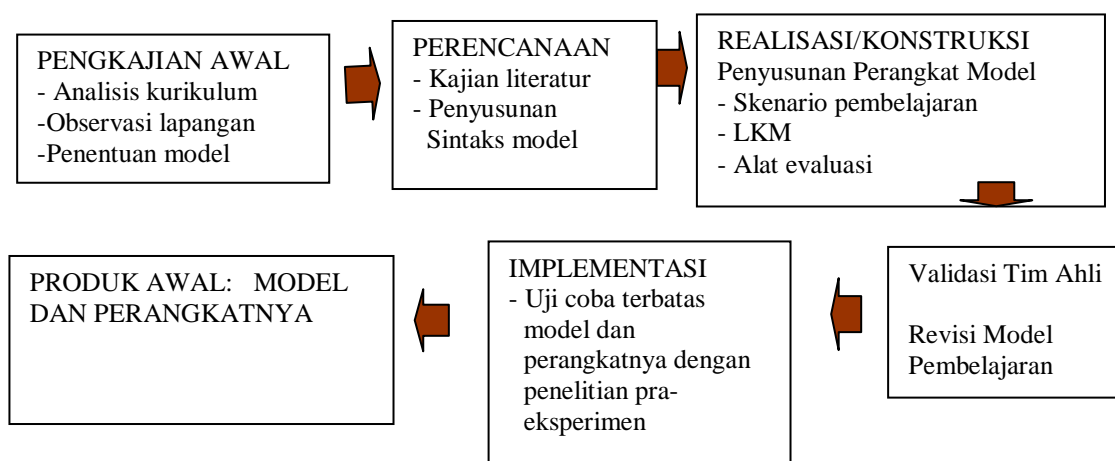 PENGKAJIAN AWAL
- Analisis kurikulum
-Observasi lapangan
-Penentuan model
PERENCANAAN
- Kajian literatur
- Penyusunan
Sintaks model
REALISASI/KONSTRUKSI
Penyusunan Perangkat Model
- Skenario pembelajaran
- LKM
- Alat evaluasi
Validasi Tim Ahli
Revisi Model
Pembelajaran
IMPLEMENTASI
- Uji coba terbatas
model dan
perangkatnya dengan
penelitian pra-
eksperimen
PRODUK AWAL: MODEL
DAN PERANGKATNYA